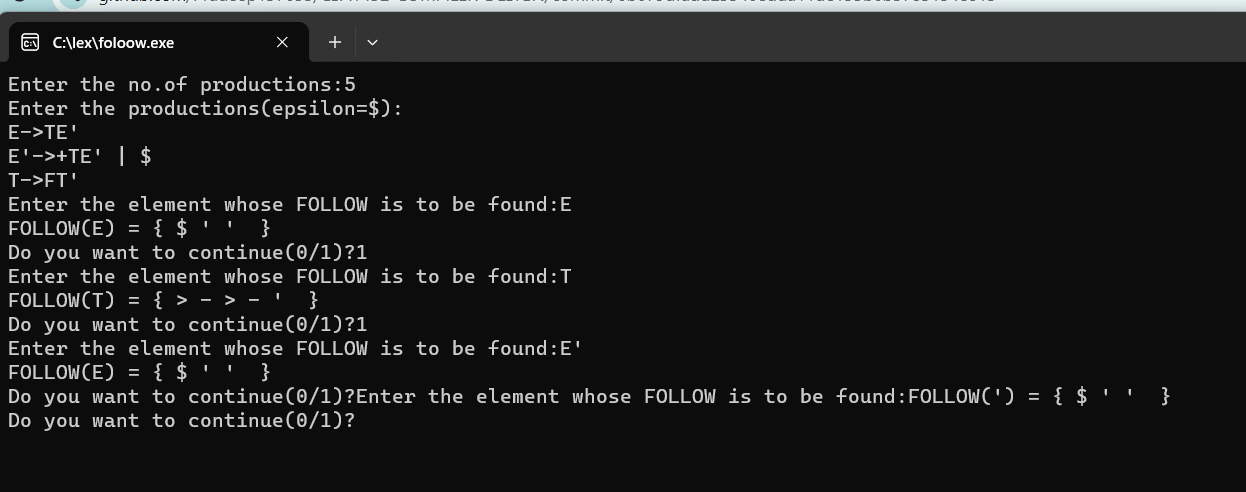 C:\lex\foloow.exe
Enter the no.of productions:5
Enter the productions(epsilon=$):
E->TE'
E'->+TE' | $
T->FT'
Enter the element whose FOLLOW is to be found:E
FOLLOW(E) = { $ ' '  }
Do you want to continue(0/1)?1
Enter the element whose FOLLOW is to be found:T
FOLLOW(T) = { > - > - '  }
Do you want to continue(0/1)?1
Enter the element whose FOLLOW is to be found:E'
FOLLOW(E) = { $ ' '  }
Do you want to continue(0/1)?Enter the element whose FOLLOW is to be found:FOLLOW(') = { $ ' '  }
Do you want to continue(0/1)?